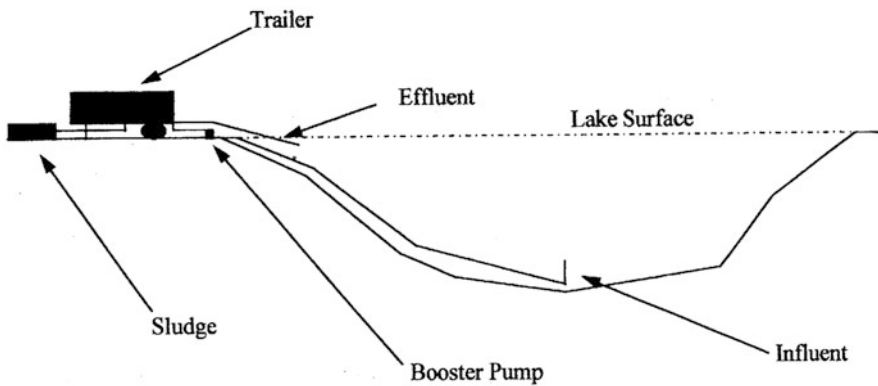 Trailer
Effluent
Lake Surface
Sludge
Booster Pump
Influent